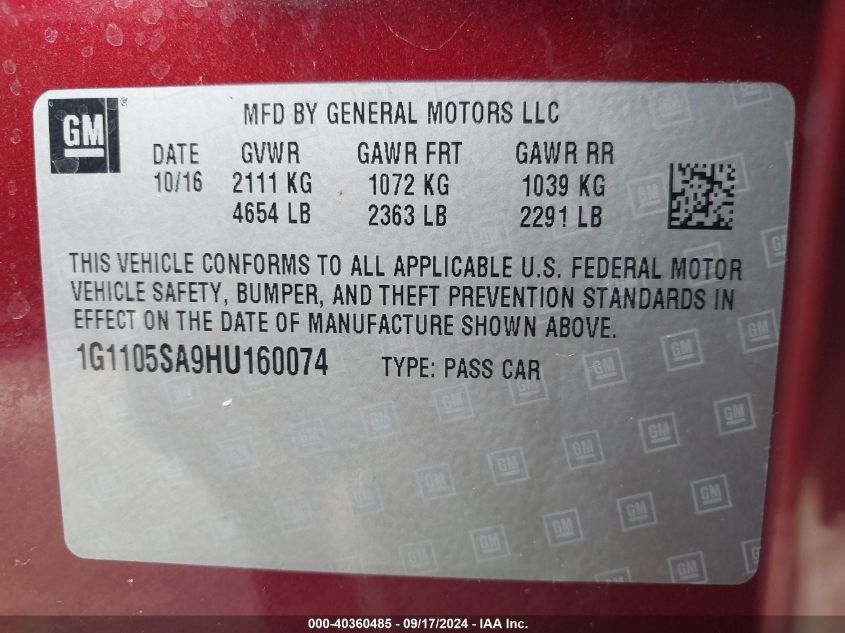 GM ®
MFD BY GENERAL MOTORS LLC
DATE GVWR GAWR FRT GAWR RR
10/16 2111 KG 1072 KG 1039 KG
4654 LB 2363 LB 2291 LB
THIS VEHICLE CONFORMS TO ALL APPLICABLE U.S. FEDERAL MOTOR
VEHICLE SAFETY, BUMPER, AND THEFT PREVENTION STANDARDS IN
EFFECT ON THE DATE OF MANUFACTURE SHOWN ABOVE.
1G1105SA9HU160074 TYPE: PASS CAR
000-40360485 - 09/17/2024 - IAA Inc.